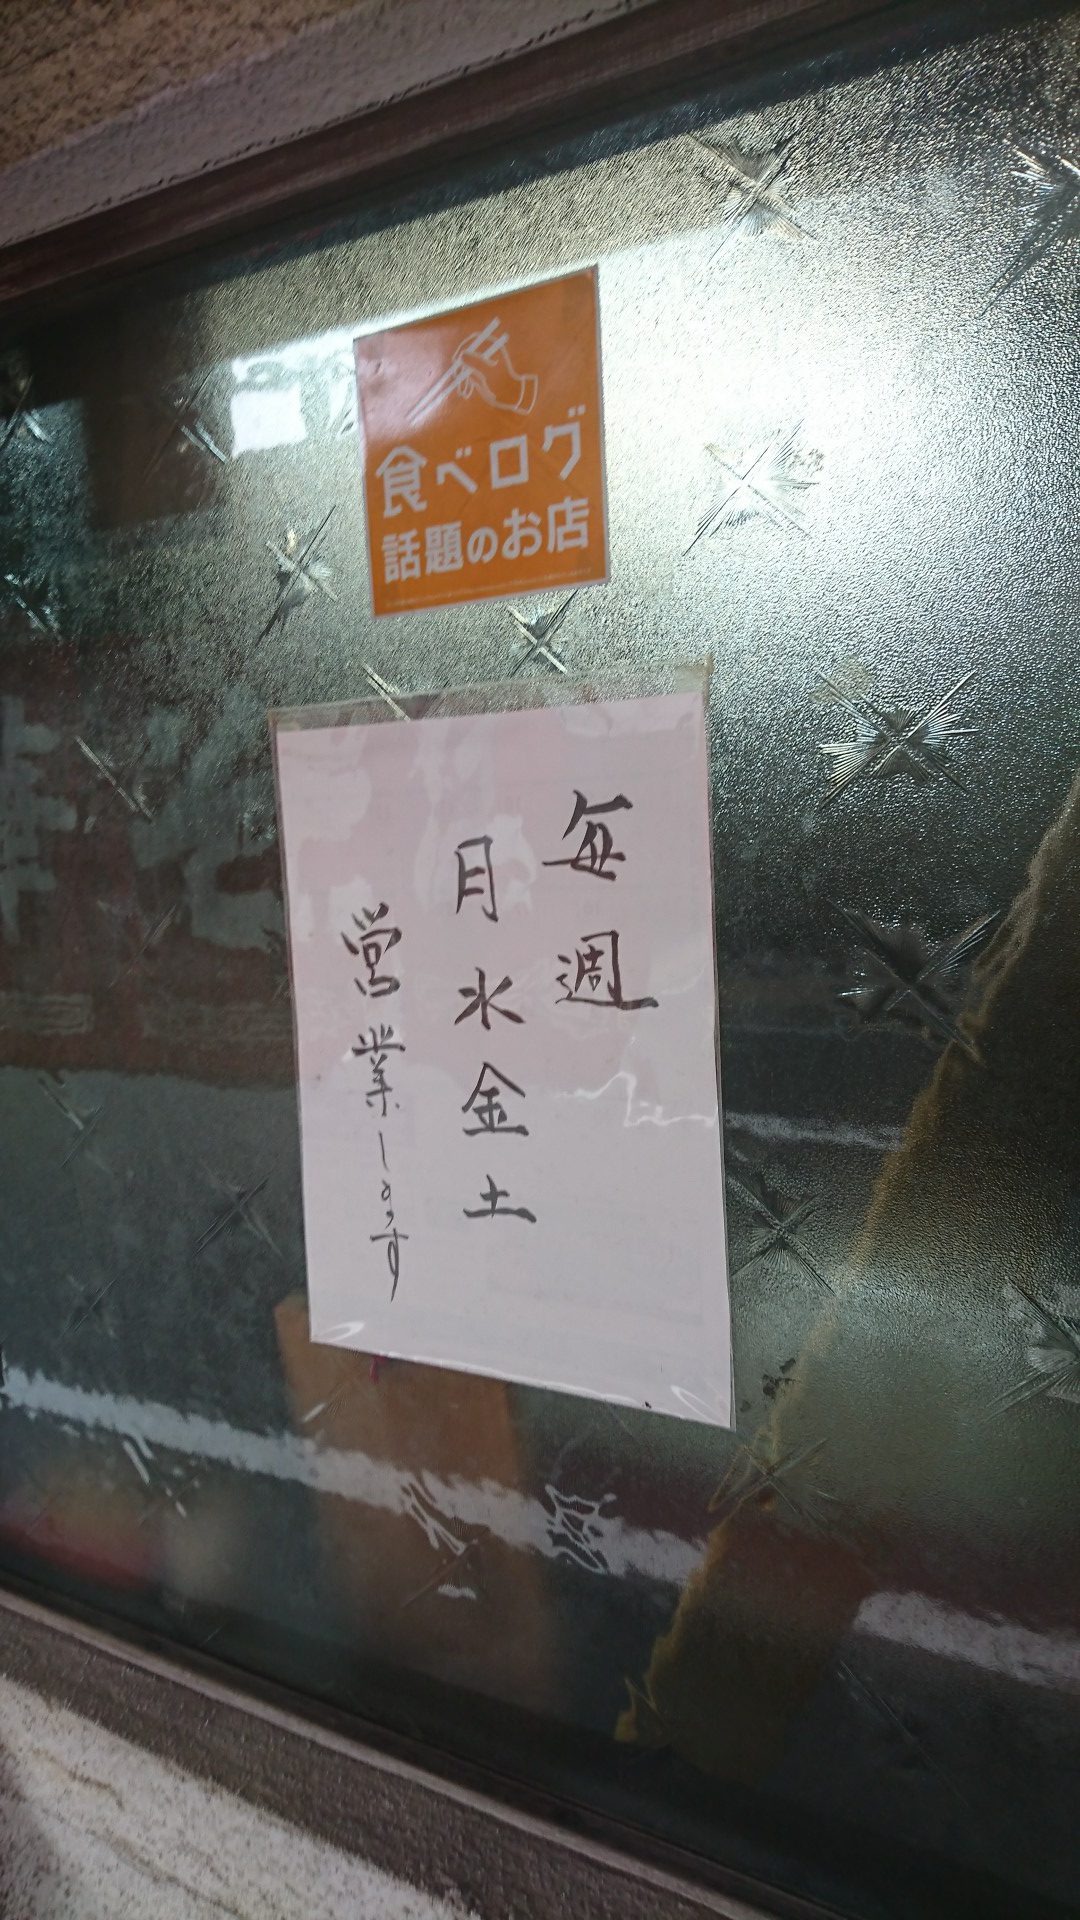 食べログ
話題のお店
毎週
月水金土
営業します